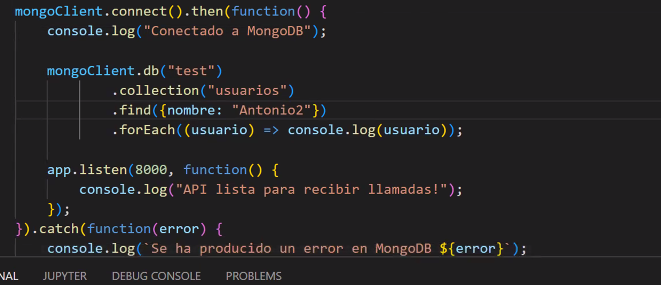 mongoClient.connect().then(function() {
    console.log("Conectado a MongoDB");
    mongoClient.db("test")
            .collection("usuarios")
            .find({nombre: "Antonio2"})
            .forEach((usuario) => console.log(usuario));
    app.listen(8000, function() {
        console.log("API lista para recibir llamadas!");
    });
}).catch(function(error) {
    console.log(`Se ha producido un error en MongoDB ${error}`);
NAL JUPYTER DEBUG CONSOLE PROBLEMS